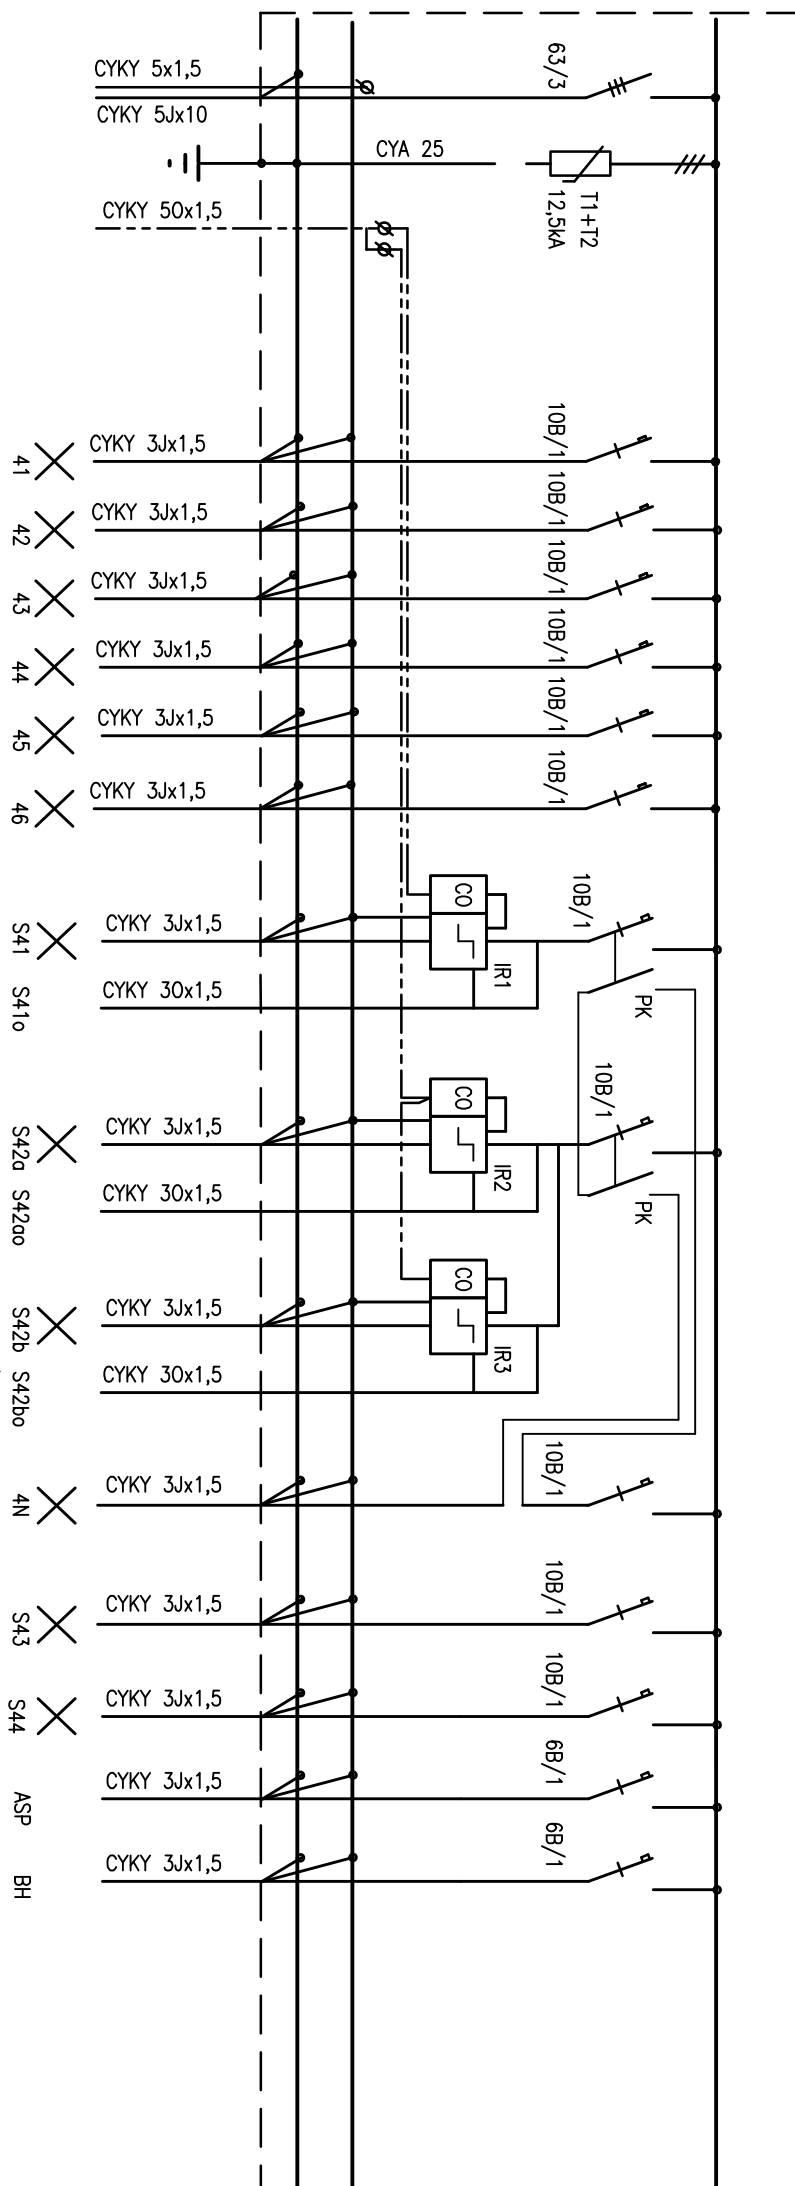 CYKY 5x1,5
63/3
CYKY 5Jx10
CYA 25
T1+T2
12,5kA
CYKY 5O×1,5
41
CYKY 3Jx1,5
10B/1
42
CYKY 3Jx1,5
10B/1
43
CYKY 3Jx1,5
10B/1
44
CYKY 3Jx1,5
10B/1
45
CYKY 3Jx1,5
10B/1
46
CYKY 3Jx1,5
10B/1
S41
CYKY 3Jx1,5
CO
IR1
10B/1
S41o
CYKY 3Ox1,5
PK
S42a
CYKY 3Jx1,5
CO
IR2
10B/1
S42ao
CYKY 3Ox1,5
PK
S42b
CYKY 3Jx1,5
CO
IR3
S42bo
CYKY 3Ox1,5
4N
CYKY 3Jx1,5
10B/1
S43
CYKY 3Jx1,5
10B/1
S44
CYKY 3Jx1,5
10B/1
ASP
CYKY 3Jx1,5
6B/1
BH
CYKY 3Jx1,5
6B/1